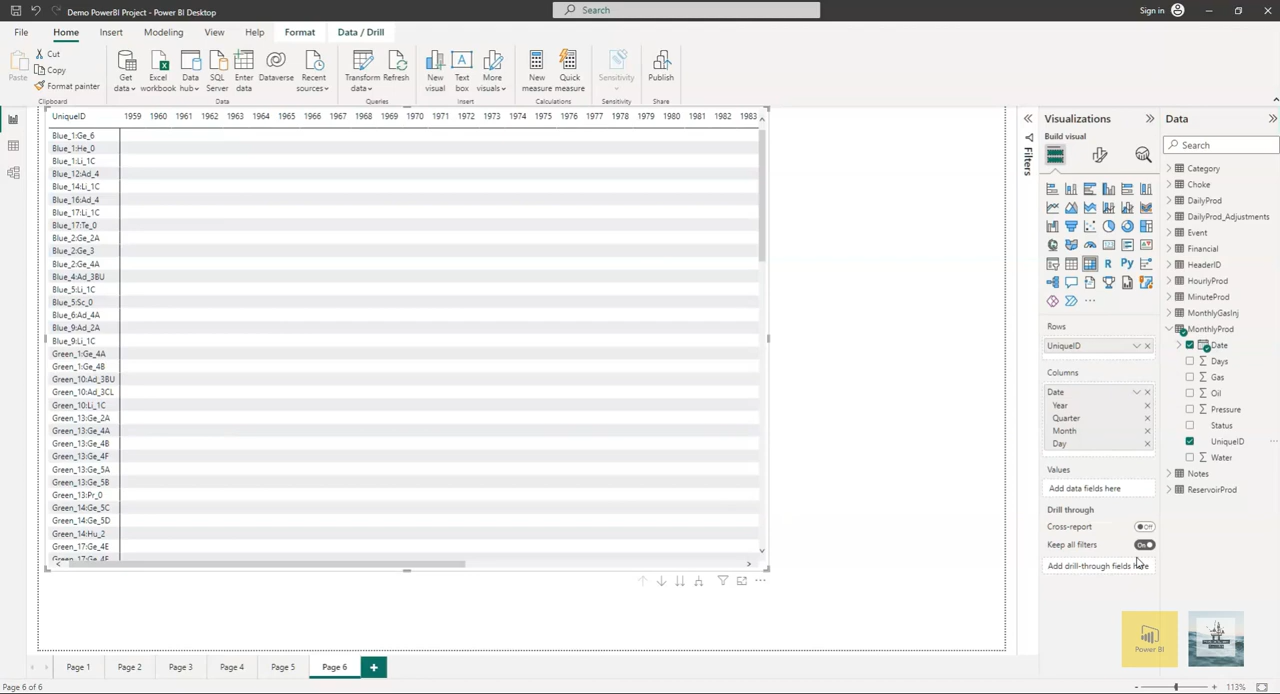 Demo PowerBI Project - Power BI Desktop
Search
Sign in
File
Home
Insert
Modeling
View
Help
Format
Data / Drill
Paste
Cut
Copy
Format painter
Get data
Excel workbook
Data hub
SQL Server
Enter data
Dataverse
Recent sources
Transform data
Refresh
New visual
Text box
More visuals
New measure
Quick measure
Sensitivity
Publish
Clipboard
Data
Queries
Insert
Calculations
Sensitivity
Share
UniqueID 1959 1960 1961 1962 1963 1964 1965 1966 1967 1968 1969 1970 1971 1972 1973 1974 1975 1976 1977 1978 1979 1980 1981 1982 1983
Blue_1:Ge_6
Blue_1:He_0
Blue_1:Li_1C
Blue_12:Ad_4
Blue_14:Li_1C
Blue_16:Ad_4
Blue_17:Li_1C
Blue_17:Te_0
Blue_2:Ge_2A
Blue_2:Ge_3
Blue_2:Ge_4A
Blue_4:Ad_3BU
Blue_5:Li_1C
Blue_5:Sc_0
Blue_6:Ad_4A
Blue_9:Ad_2A
Blue_9:Li_1C
Green_1:Ge_4A
Green_1:Ge_4B
Green_10:Ad_3BU
Green_10:Ad_3CL
Green_10:Li_1C
Green_13:Ge_2A
Green_13:Ge_4A
Green_13:Ge_4B
Green_13:Ge_4F
Green_13:Ge_5A
Green_13:Ge_5B
Green_13:Pr_0
Green_14:Ge_5C
Green_14:Ge_5D
Green_14:Hu_2
Green_17:Ge_4E
Green_17:Ge_4F
Filters
Visualizations
Build visual
R
Py
Rows
UniqueID
Columns
Date
Year
Quarter
Month
Day
Values
Add data fields here
Drill through
Cross-report
Off
Keep all filters
On
Add drill-through fields here
Data
Search
Category
Choke
DailyProd
DailyProd_Adjustments
Event
Financial
HeaderID
HourlyProd
MinuteProd
MonthlyGasInj
MonthlyProd
Date
Days
Gas
Oil
Pressure
Status
UniqueID
Water
Notes
ReservoirProd
Power BI
Page 1
Page 2
Page 3
Page 4
Page 5
Page 6
Page 6 of 6
113%